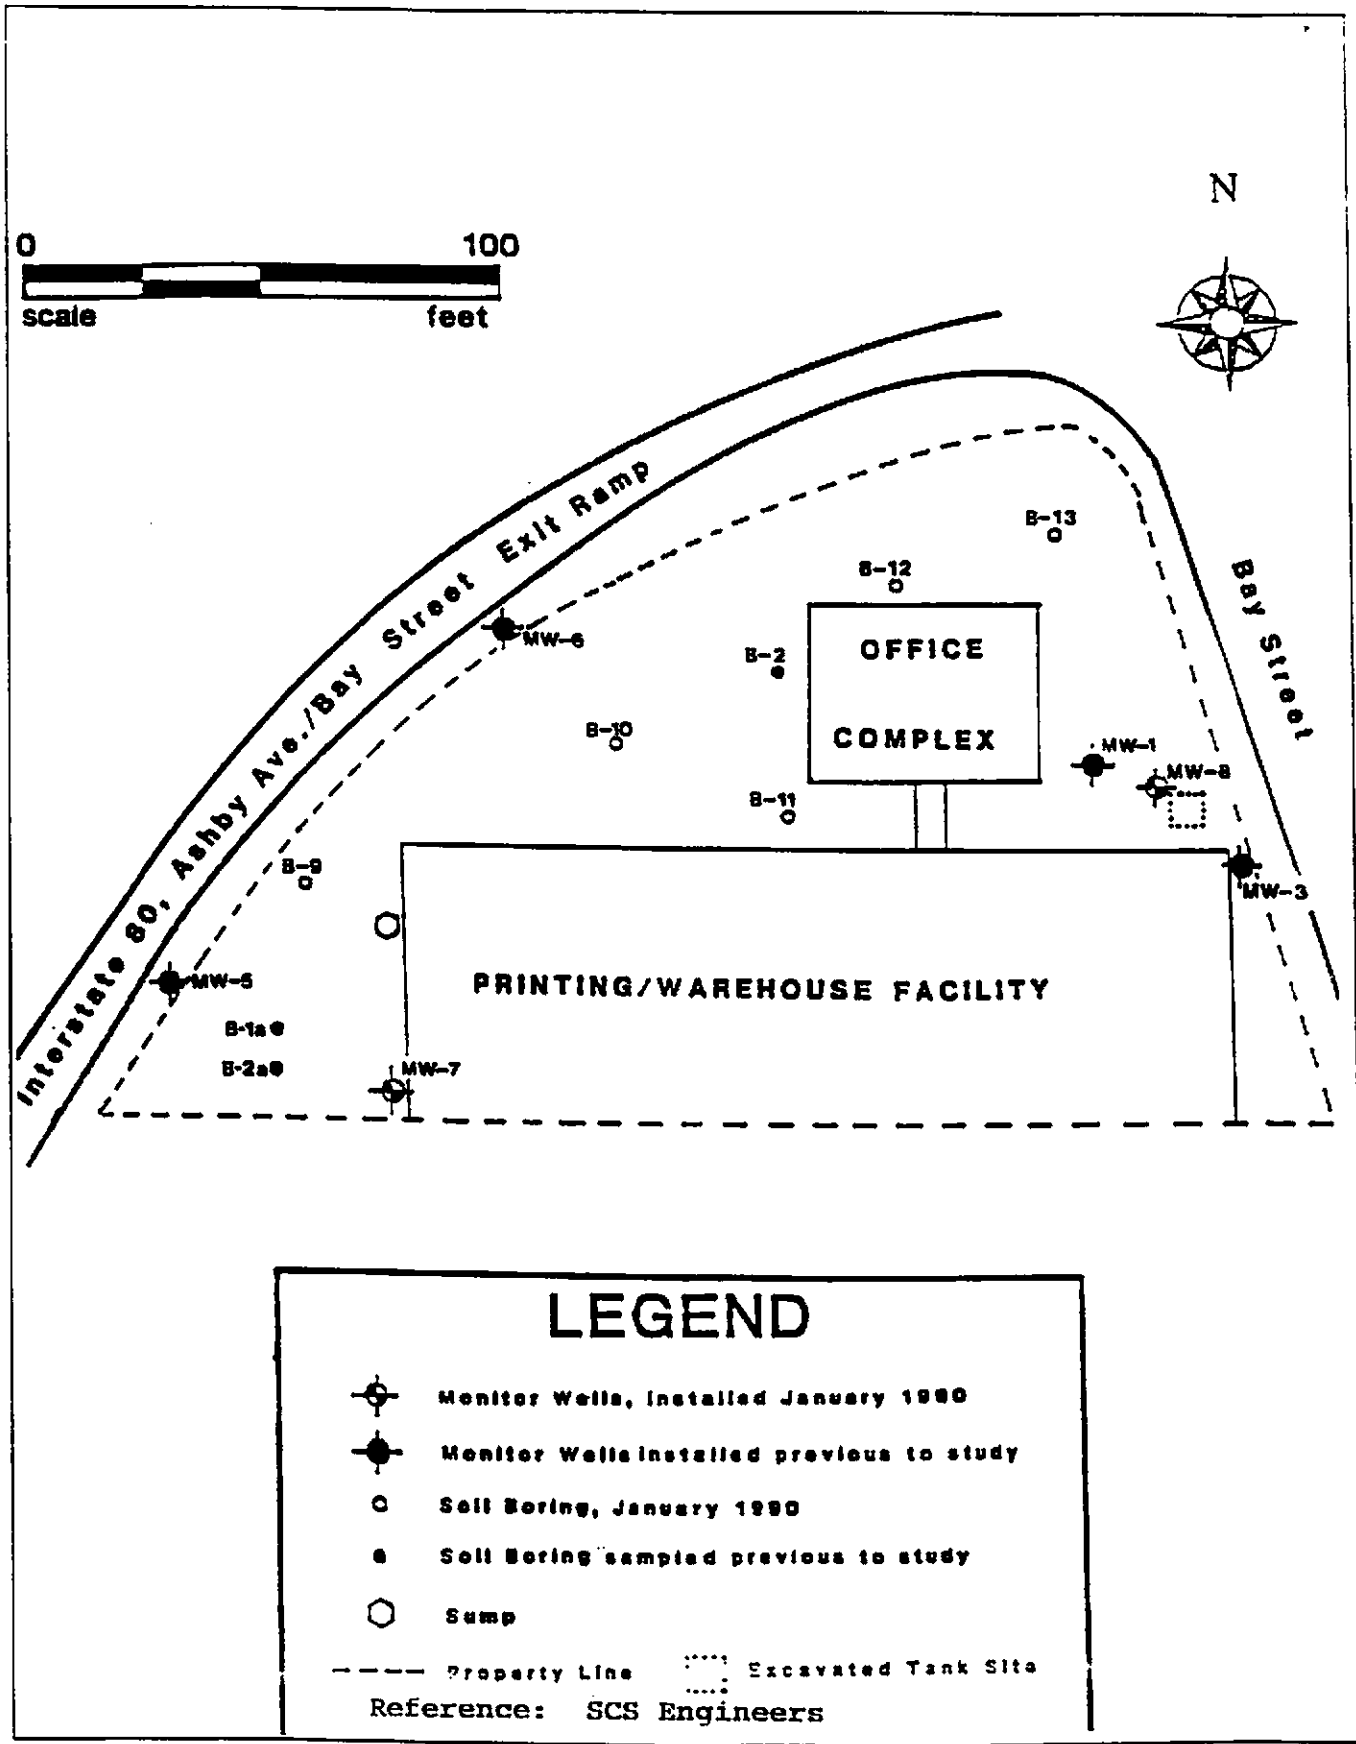 N
0 100
scale feet
Interstate 80, Ashby Ave./Bay Street Exit Ramp
B-13
B-12
Bay Street
MW-6
B-2
OFFICE
COMPLEX
B-10
MW-1
MW-8
B-11
B-9
MW-3
MW-5
PRINTING/WAREHOUSE FACILITY
B-1a
B-2a
MW-7
LEGEND
Monitor Wells, installed January 1990
Monitor Wells installed previous to study
Soil Boring, January 1990
Soil Boring sampled previous to study
Sump
Property Line Excavated Tank Site
Reference: SCS Engineers